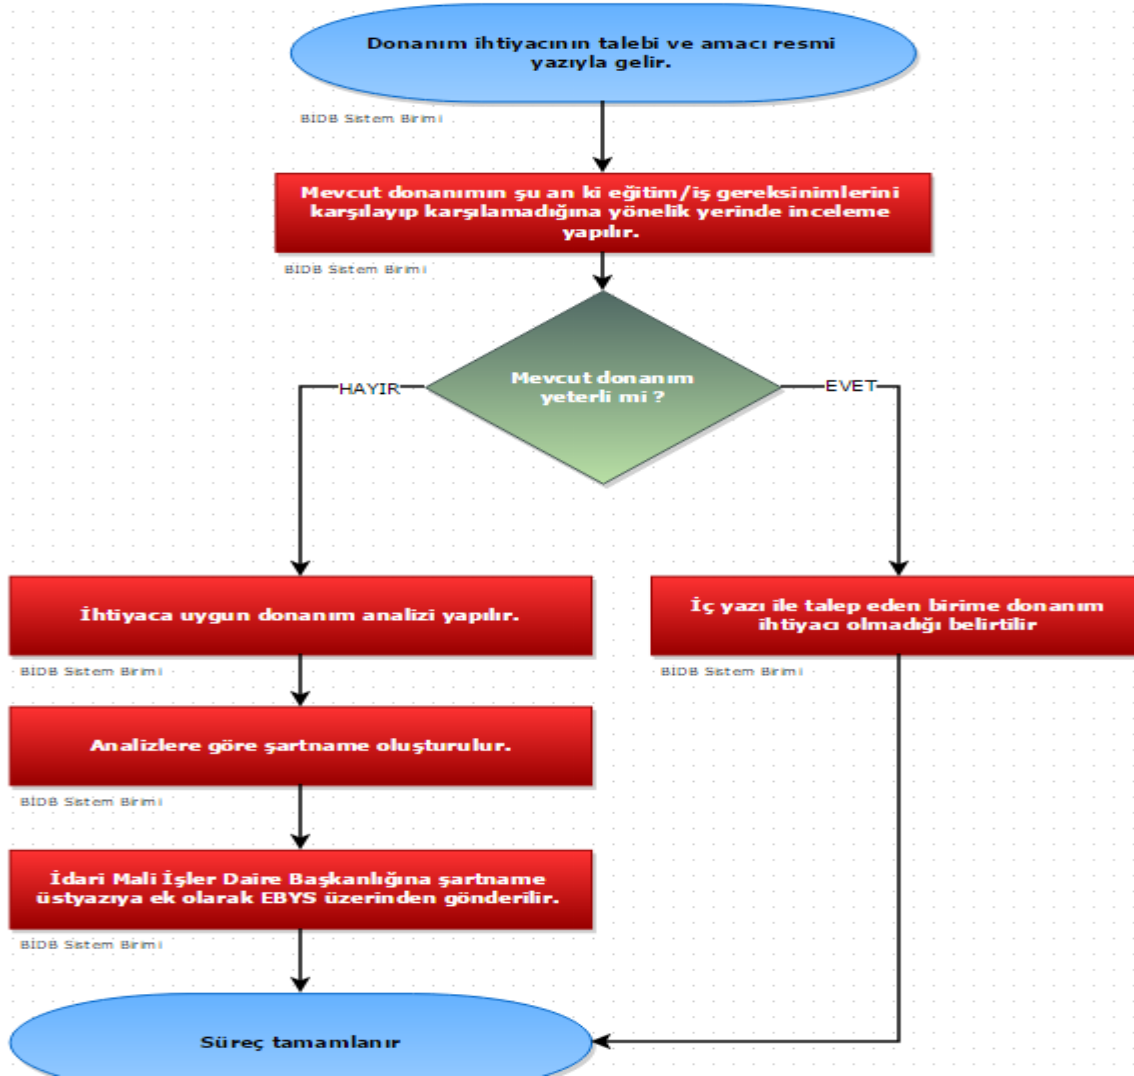 Donanım ihtiyacının talebi ve amacı resmi
yazıyla gelir.
BİDB Sistem Birimi
Mevcut donanımın şu an ki eğitim/iş gereksinimlerini
karşılayıp karşılamadığına yönelik yerinde inceleme
yapılır.
BİDB Sistem Birimi
Mevcut donanım
yeterli mi ?
HAYIR
EVET
İhtiyaca uygun donanım analizi yapılır.
BİDB Sistem Birimi
İç yazı ile talep eden birime donanım
ihtiyacı olmadığı belirtilir
BİDB Sistem Birimi
Analizlere göre şartname oluşturulur.
BİDB Sistem Birimi
İdari Mali İşler Daire Başkanlığına şartname
üstyazıya ek olarak EBYS üzerinden gönderilir.
BİDB Sistem Birimi
Süreç tamamlanır